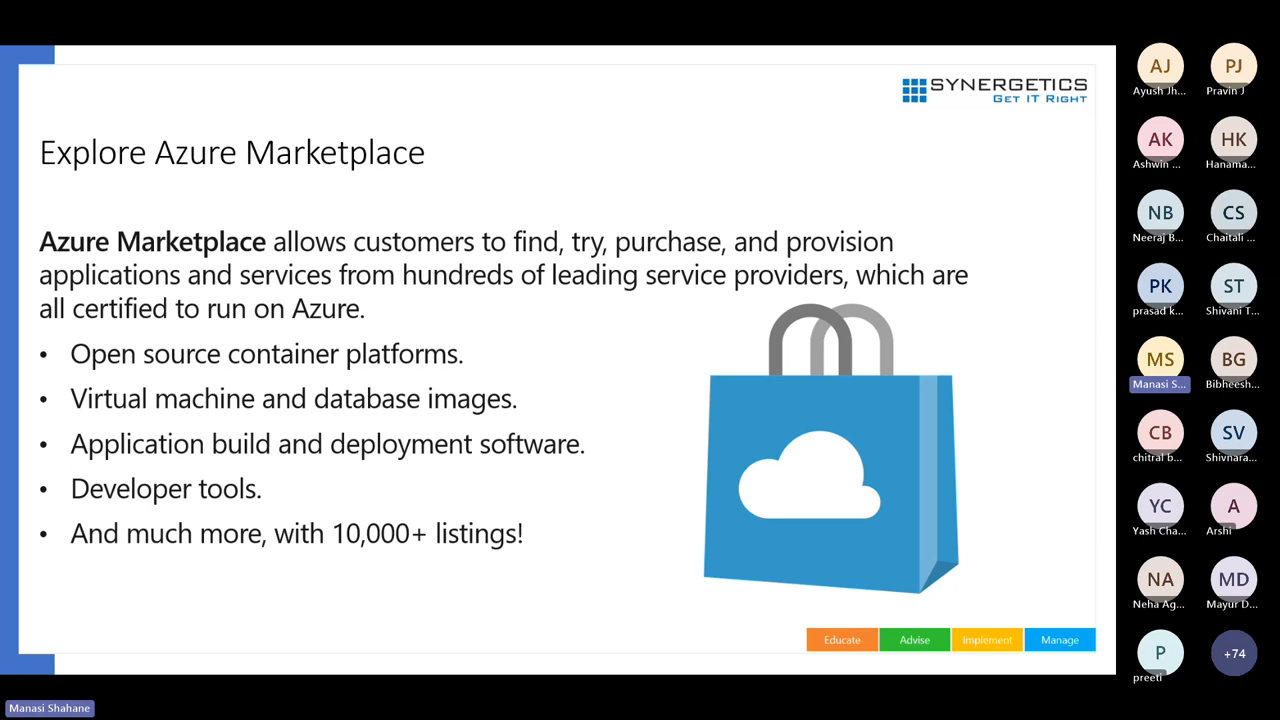 SYNERGETICS
GET IT RIGHT
Explore Azure Marketplace
Azure Marketplace allows customers to find, try, purchase, and provision
applications and services from hundreds of leading service providers, which are
all certified to run on Azure.
• Open source container platforms.
• Virtual machine and database images.
• Application build and deployment software.
• Developer tools.
• And much more, with 10,000+ listings!
Educate Advise Implement Manage
AJ PJ
Ayush Jh... Pravin J
AK HK
Ashwin ... Hanama...
NB CS
Neeraj B... Chaitali ...
PK ST
prasad k... Shivani T...
MS BG
Manasi S... Bibheesh...
CB SV
chitral b... Shivnara...
YC A
Yash Cha... Arshi
NA MD
Neha Ag... Mayur D...
P +74
preeti
Manasi Shahane